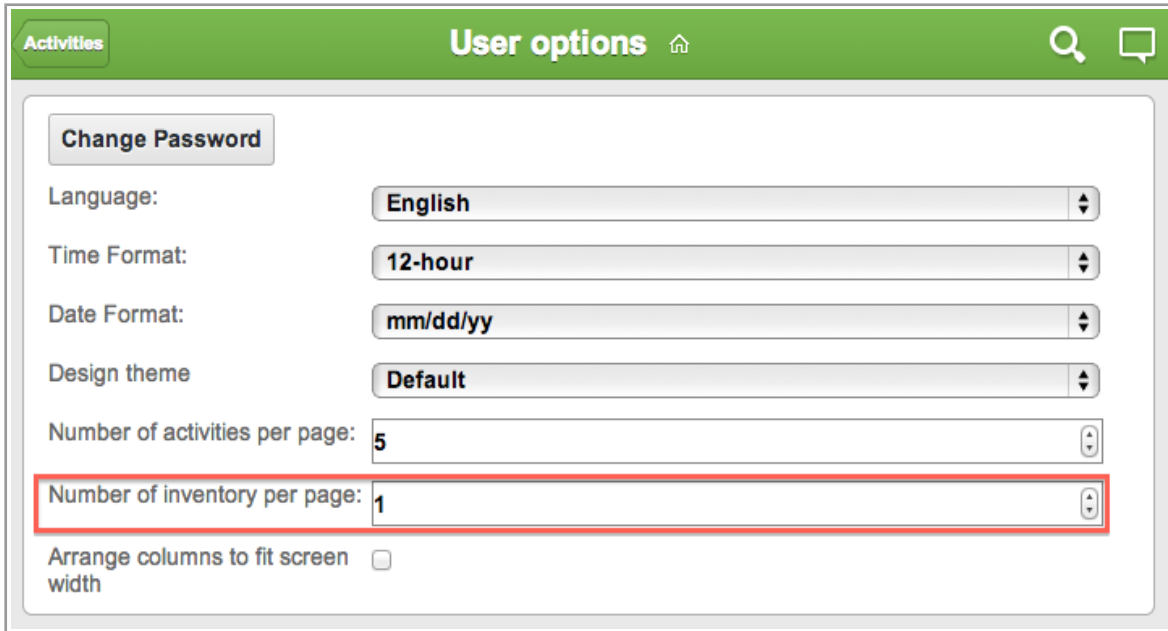 Activities
User options
Change Password
Language:
English
Time Format:
12-hour
Date Format:
mm/dd/yy
Design theme
Default
Number of activities per page:
5
Number of inventory per page:
1
Arrange columns to fit screen
width